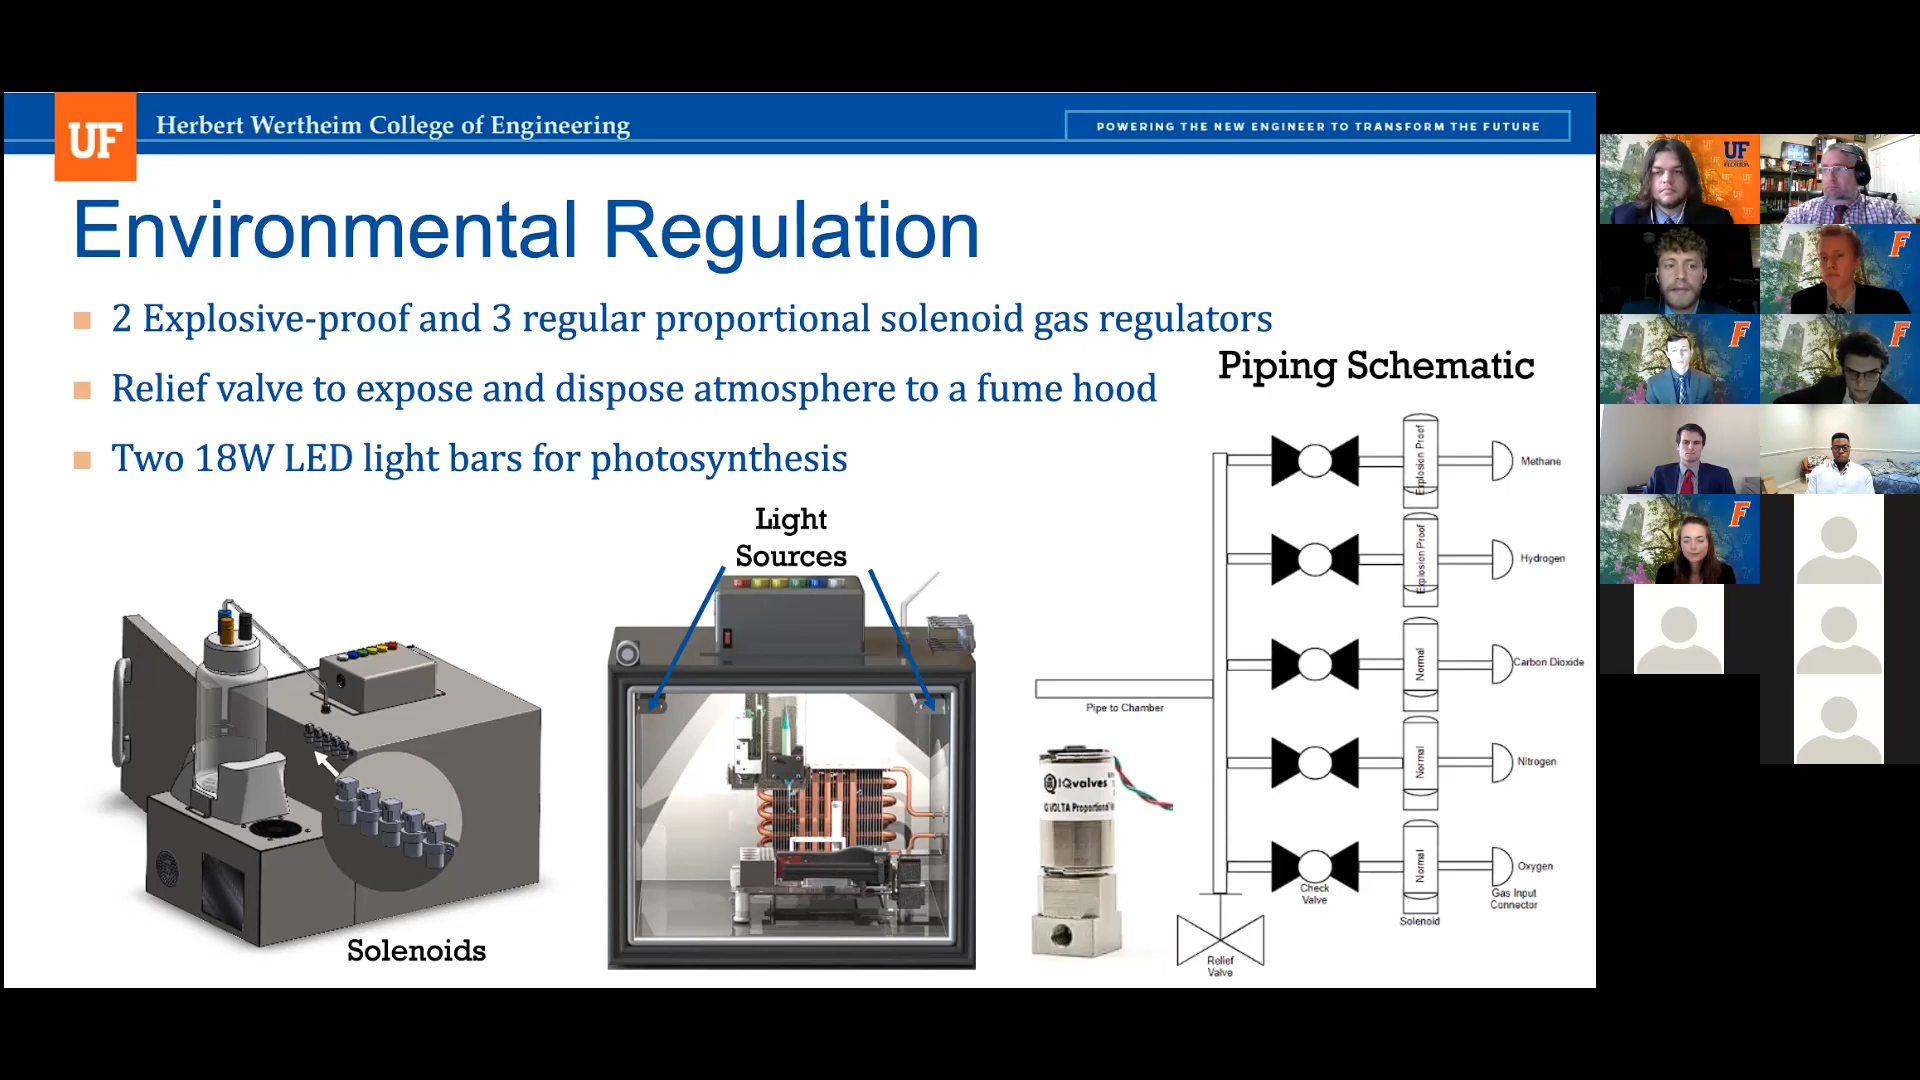 UF
Herbert Wertheim College of Engineering
POWERING THE NEW ENGINEER TO TRANSFORM THE FUTURE
Environmental Regulation
2 Explosive-proof and 3 regular proportional solenoid gas regulators
Relief valve to expose and dispose atmosphere to a fume hood
Two 18W LED light bars for photosynthesis
Piping Schematic
Light
Sources
Solenoids
Explosion Proof
Methane
Explosion Proof
Hydrogen
Normal
Carbon Dioxide
Pipe to Chamber
Normal
Nitrogen
Normal
Oxygen
Check
Valve
Gas Input
Connector
Solenoid
Relief
Valve
IQvalves
VOLTA Proportional
UF
FLORIDA
F
F
F
F